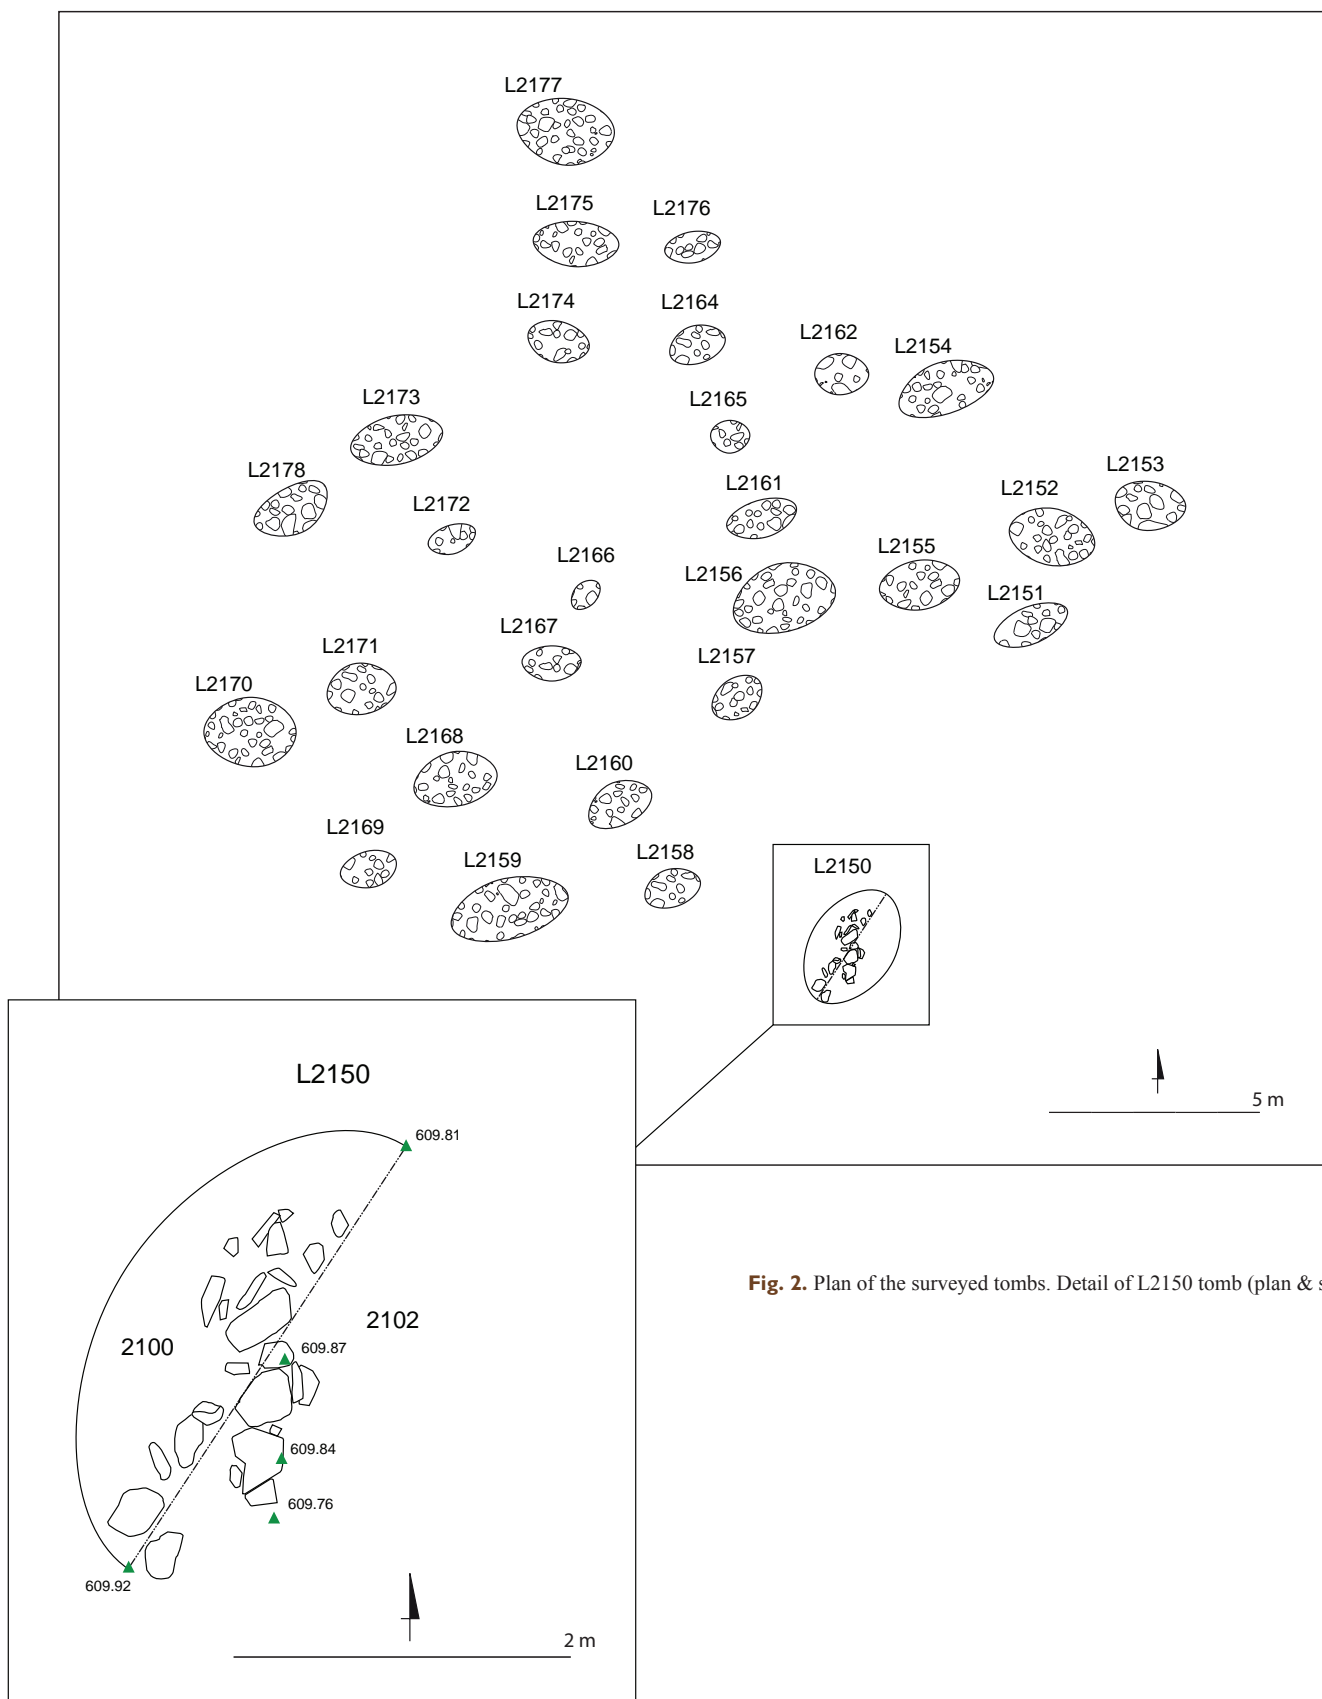 L2177
L2175
L2176
L2174
L2164
L2162
L2154
L2173
L2165
L2178
L2172
L2161
L2153
L2152
L2166
L2155
L2156
L2151
L2167
L2157
L2171
L2170
L2168
L2160
L2169
L2159
L2158
L2150
5 m
L2150
609.81
2102
2100
609.87
609.84
609.76
609.92
2 m
Fig. 2. Plan of the surveyed tombs. Detail of L2150 tomb (plan & s